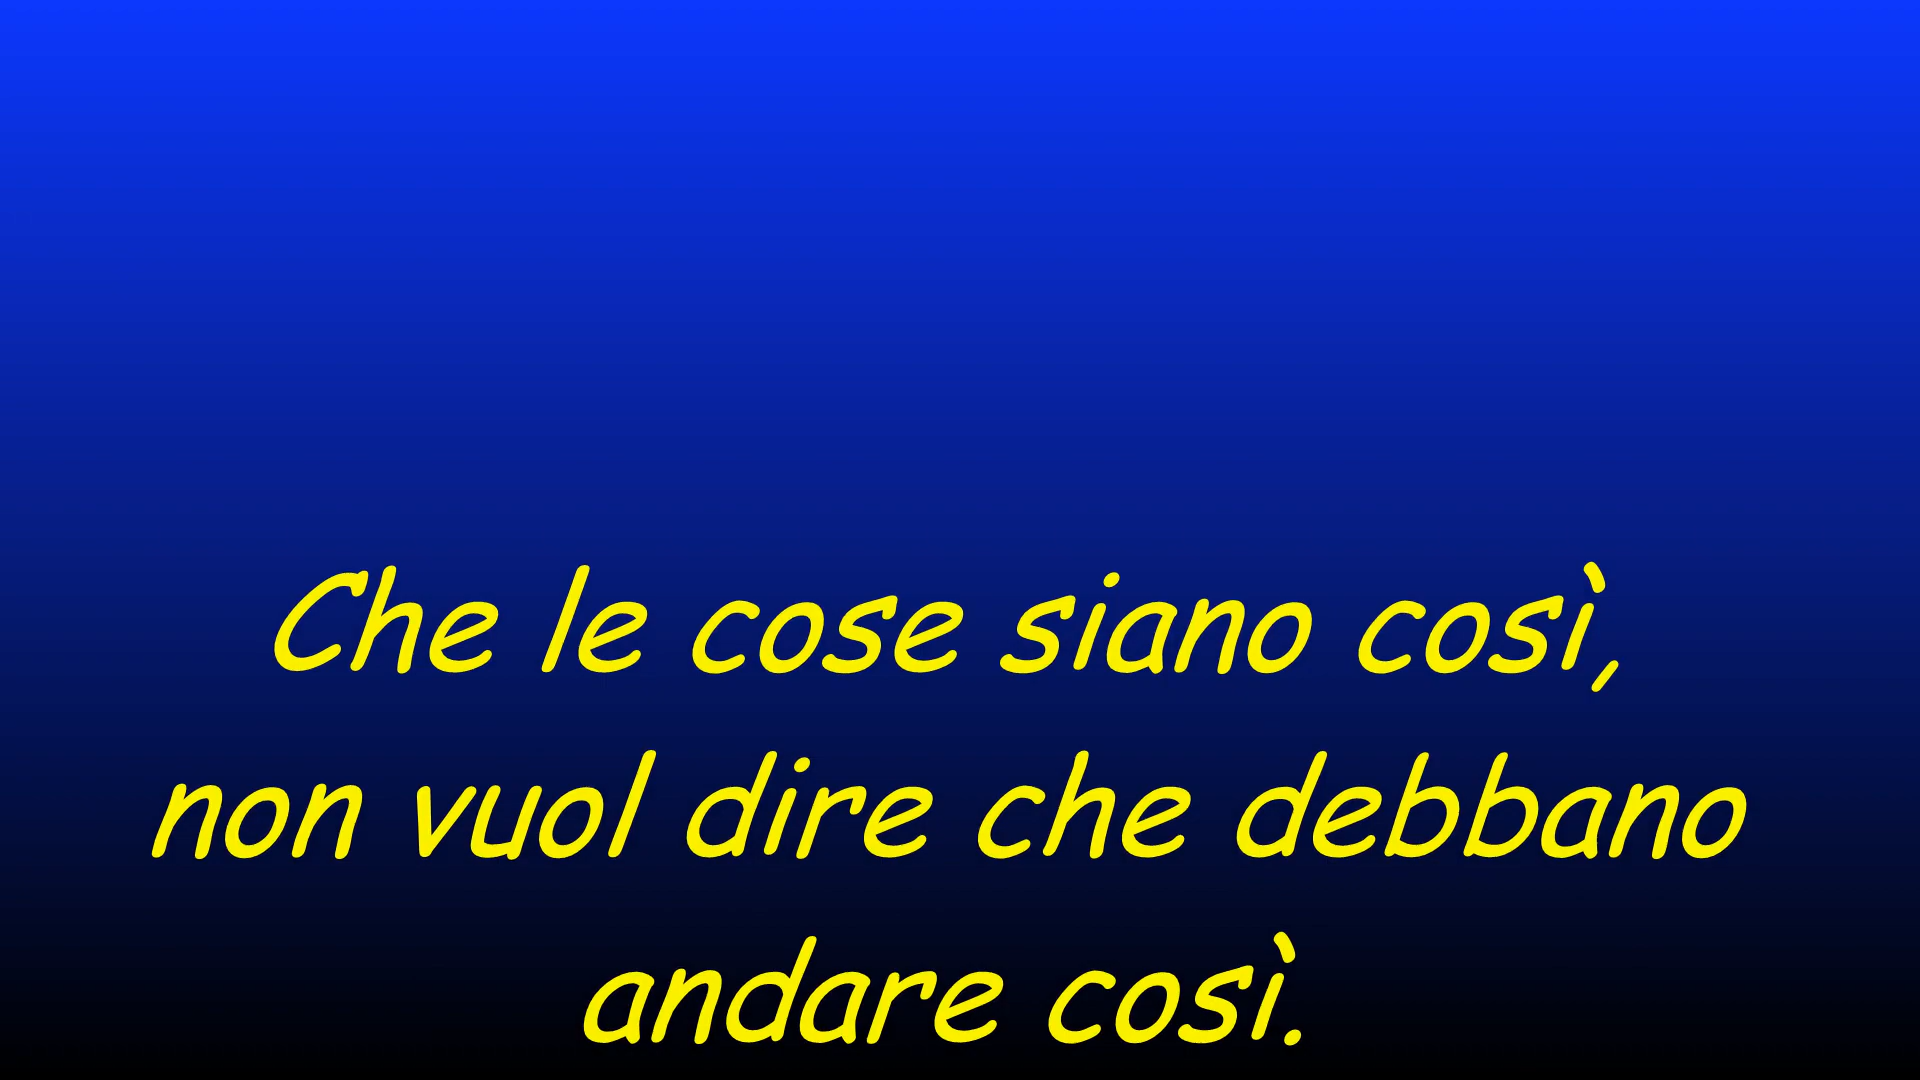 Che le cose siano così,
non vuol dire che debbano
andare così.